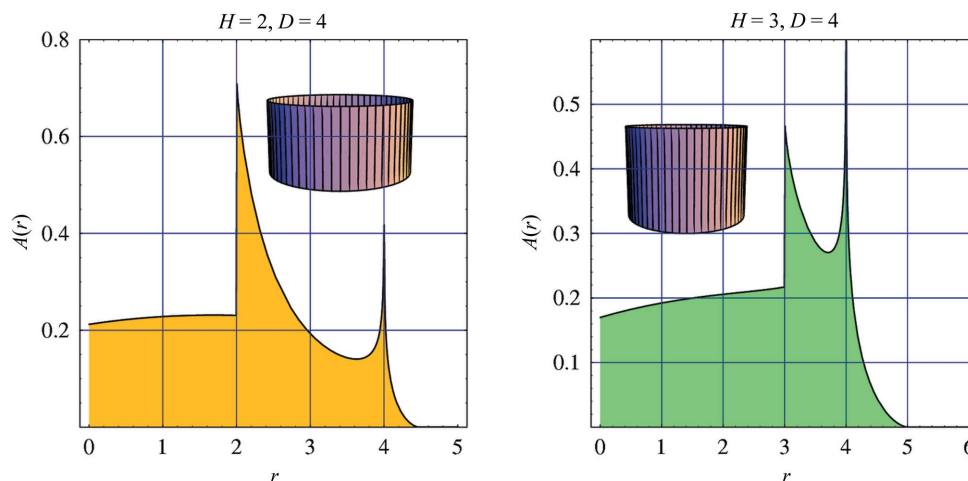 H = 2, D = 4
0.8
0.6
0.4
0.2
A(r)
0 1 2 3 4 5
r
H = 3, D = 4
0.5
0.4
0.3
0.2
0.1
A(r)
0 1 2 3 4 5 6
r